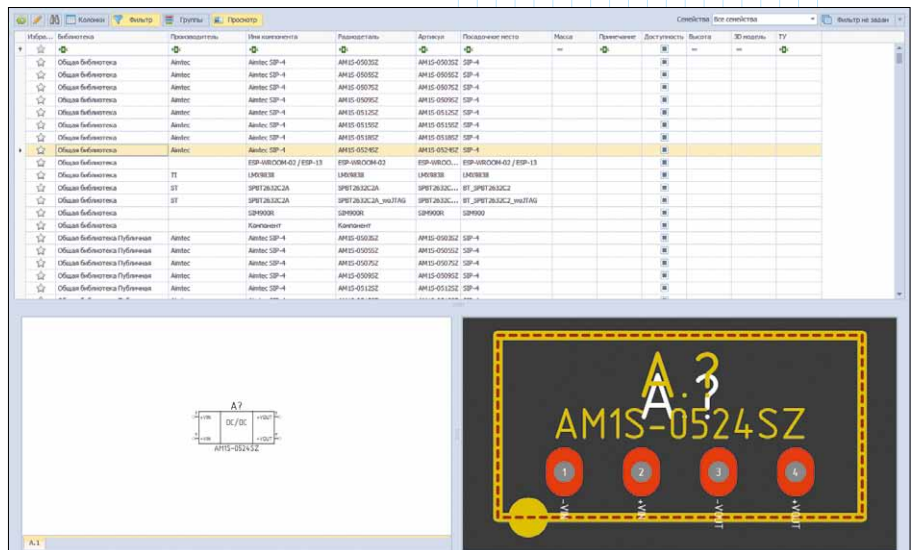 Колонки Фильтр Группы Просмотр Семейства Все семейства Фильтр не задан
Избра... Библиотека Производитель Имя компонента Радиодеталь Артикул Посадочное место Масса Примечание Доступность Высота 3D модель ТУ
Общая библиотека Aimtec Aimtec SIP-4 AM1S-0503SZ AM1S-0503SZ SIP-4
Общая библиотека Aimtec Aimtec SIP-4 AM1S-0505SZ AM1S-0505SZ SIP-4
Общая библиотека Aimtec Aimtec SIP-4 AM1S-0507SZ AM1S-0507SZ SIP-4
Общая библиотека Aimtec Aimtec SIP-4 AM1S-0509SZ AM1S-0509SZ SIP-4
Общая библиотека Aimtec Aimtec SIP-4 AM1S-0512SZ AM1S-0512SZ SIP-4
Общая библиотека Aimtec Aimtec SIP-4 AM1S-0515SZ AM1S-0515SZ SIP-4
Общая библиотека Aimtec Aimtec SIP-4 AM1S-0518SZ AM1S-0518SZ SIP-4
Общая библиотека Aimtec Aimtec SIP-4 AM1S-0524SZ AM1S-0524SZ SIP-4
Общая библиотека ESP-WROOM-02 / ESP-13 ESP-WROOM-02 ESP-WROO... ESP-WROOM-02 / ESP-13
Общая библиотека TI LMX9838 LMX9838 LMX9838 LMX9838
Общая библиотека ST SPBT2632C2A SPBT2632C2A SPBT2632C... BT_SPBT2632C2
Общая библиотека ST SPBT2632C2A SPBT2632C2A_woJTAG SPBT2632C... BT_SPBT2632C2_woJTAG
Общая библиотека SIM900R SIM900R SIM900R SIM900
Общая библиотека Компонент Компонент
Общая библиотека Публичная Aimtec Aimtec SIP-4 AM1S-0503SZ AM1S-0503SZ SIP-4
Общая библиотека Публичная Aimtec Aimtec SIP-4 AM1S-0505SZ AM1S-0505SZ SIP-4
Общая библиотека Публичная Aimtec Aimtec SIP-4 AM1S-0507SZ AM1S-0507SZ SIP-4
Общая библиотека Публичная Aimtec Aimtec SIP-4 AM1S-0509SZ AM1S-0509SZ SIP-4
Общая библиотека Публичная Aimtec Aimtec SIP-4 AM1S-0512SZ AM1S-0512SZ SIP-4
A?
+VIN DC/DC +VOUT
-VIN -VOUT
AM1S-0524SZ
A.1
A.?
A?
AM1S-0524SZ
1 2 3 4
-VIN +VIN -VOUT +VOUT